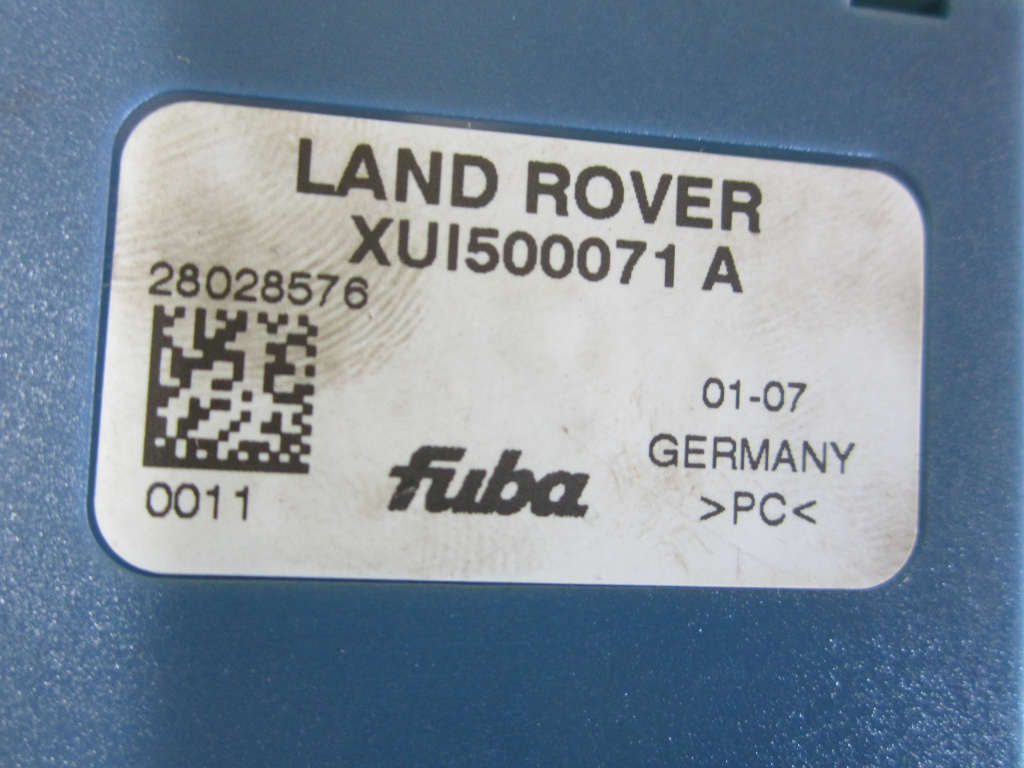 LAND ROVER
XUI500071 A
28028576
0011
fuba
01-07
GERMANY
>PC<